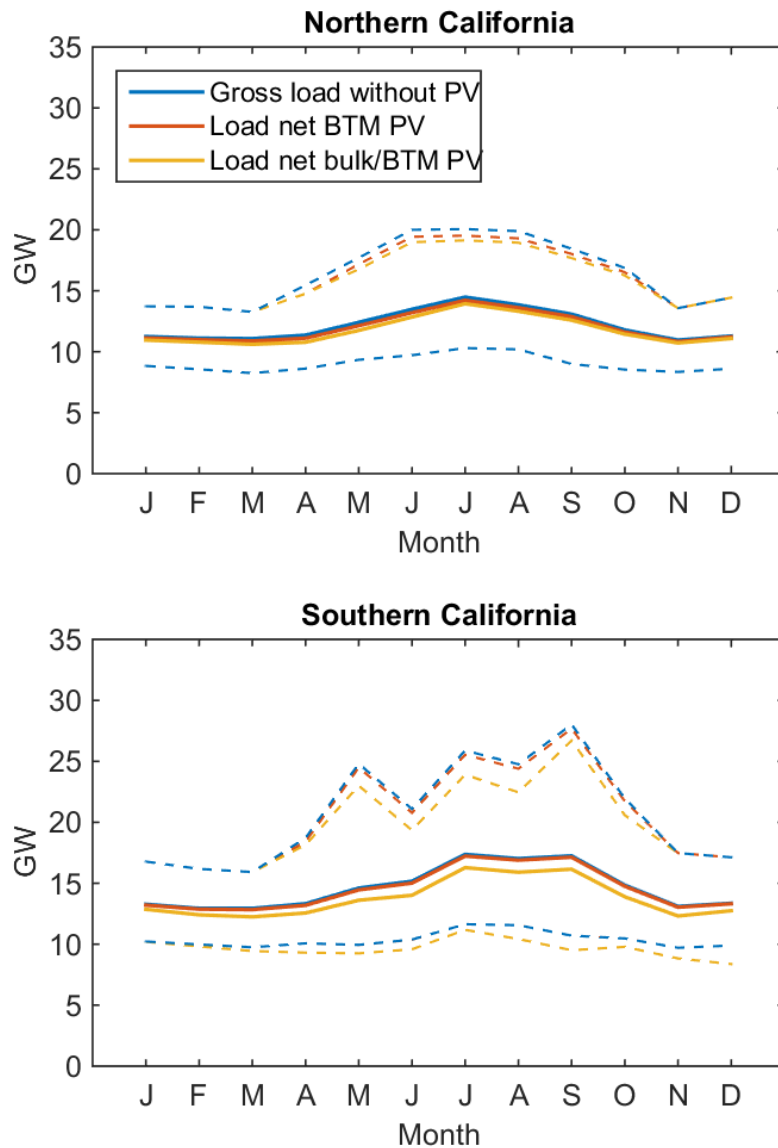 Northern California
35
30
25
20
15
10
5
0
GW
Gross load without PV
Load net BTM PV
Load net bulk/BTM PV
J F M A M J J A S O N D
Month
Southern California
35
30
25
20
15
10
5
0
GW
J F M A M J J A S O N D
Month